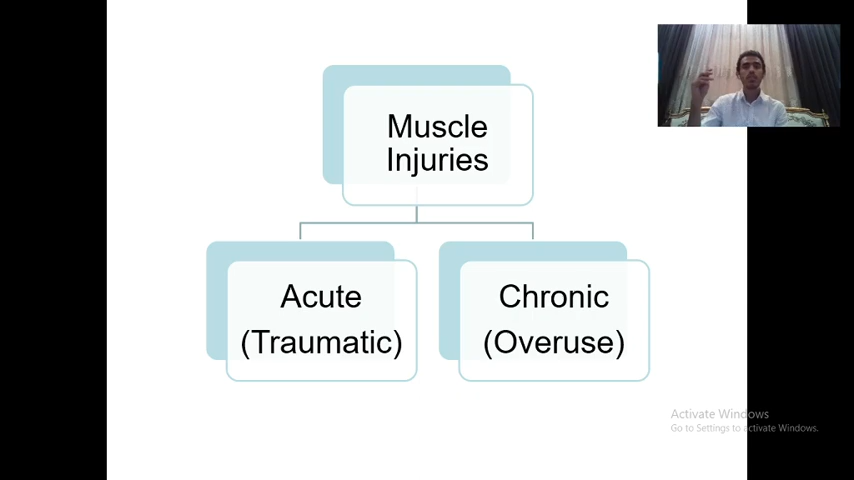 Muscle
Injuries
Acute
(Traumatic)
Chronic
(Overuse)
Activate Windows
Go to Settings to activate Windows.